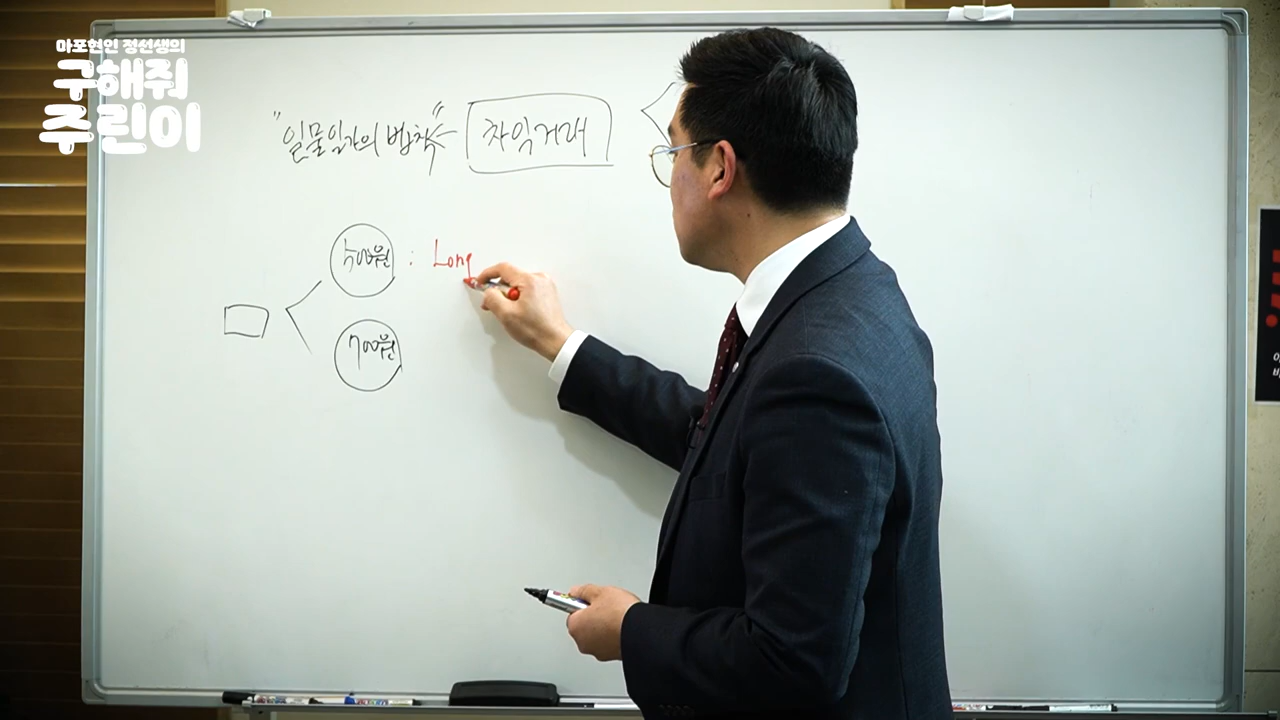 마포현인 정선생의
구해줘
주린이
"일물일가의 법칙" 차익거래
500원 : Long
700원